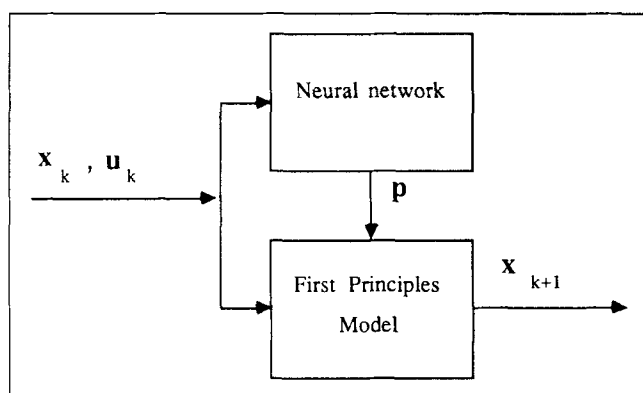 Neural network
x k , u k
p
First Principles
Model
x k+1